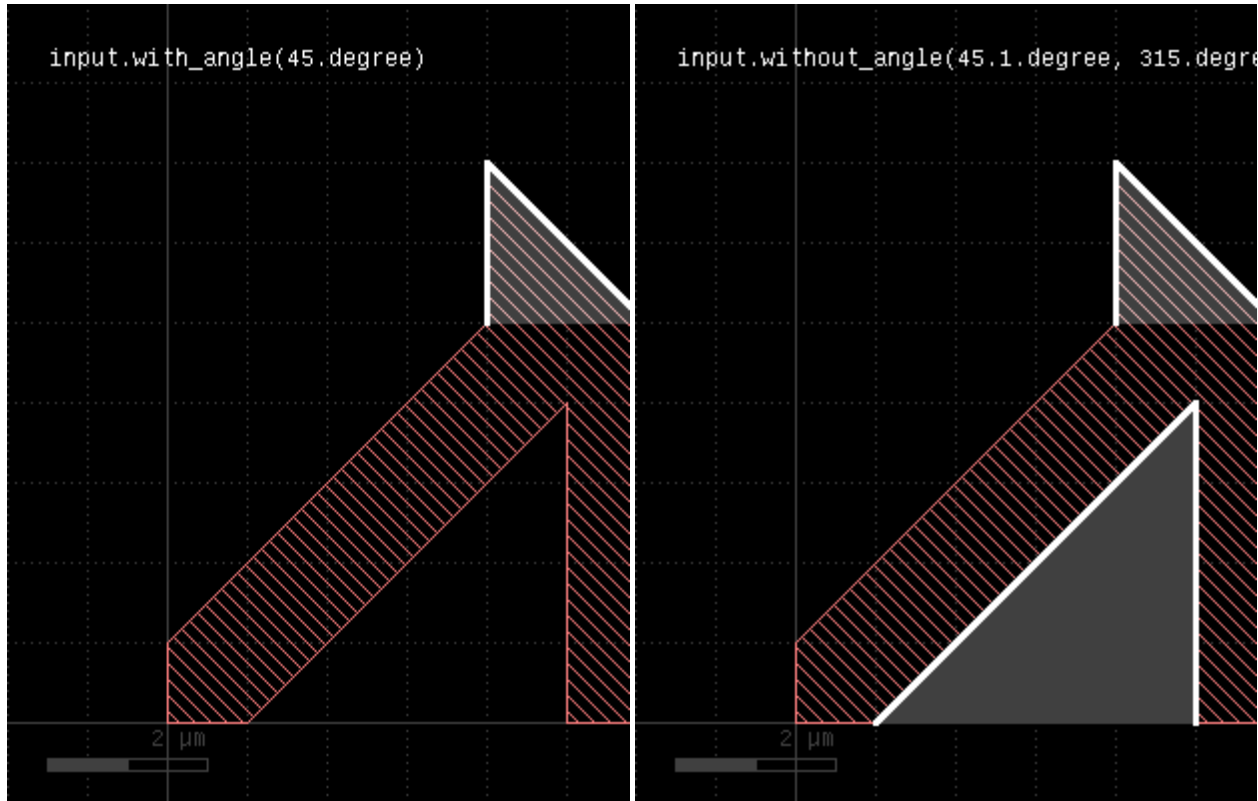 input.with_angle(45.degree)
input.without_angle(45.1.degree, 315.degre
2 µm
2 µm